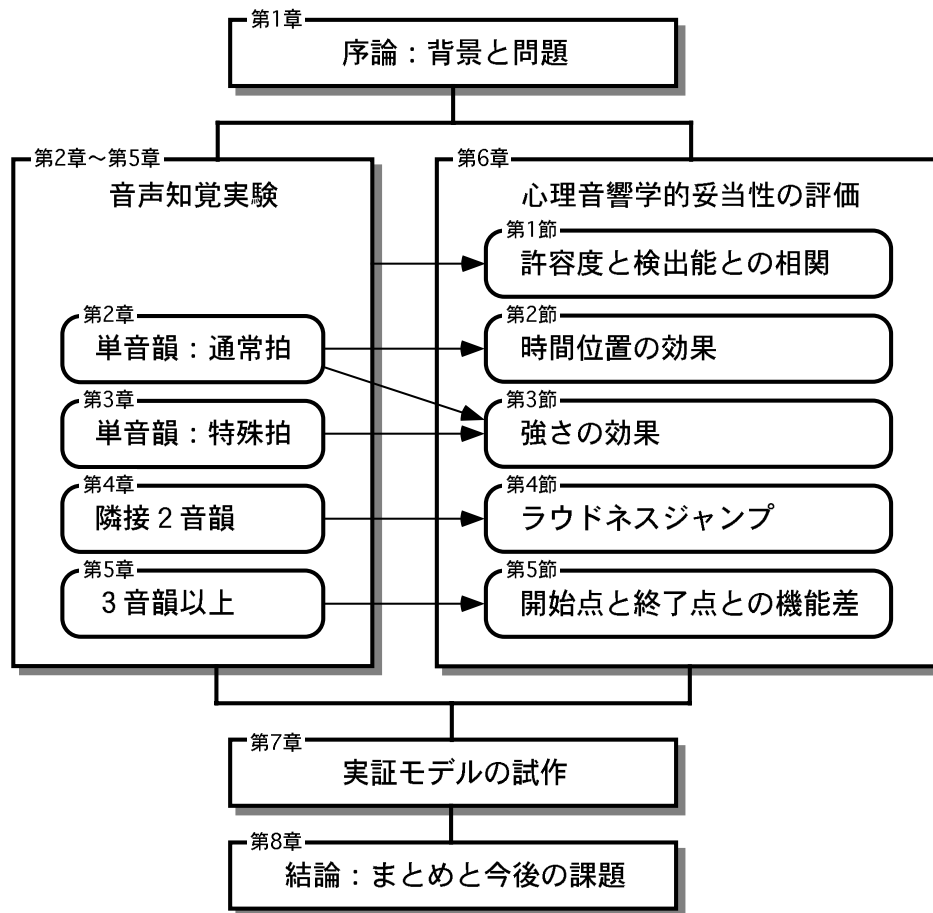 第1章
序論：背景と問題
第2章～第5章
音声知覚実験
第2章
単音韻：通常拍
第3章
単音韻：特殊拍
第4章
隣接２音韻
第5章
３音韻以上
第6章
心理音響学的妥当性の評価
第1節
許容度と検出能との相関
第2節
時間位置の効果
第3節
強さの効果
第4節
ラウドネスジャンプ
第5節
開始点と終了点との機能差
第7章
実証モデルの試作
第8章
結論：まとめと今後の課題